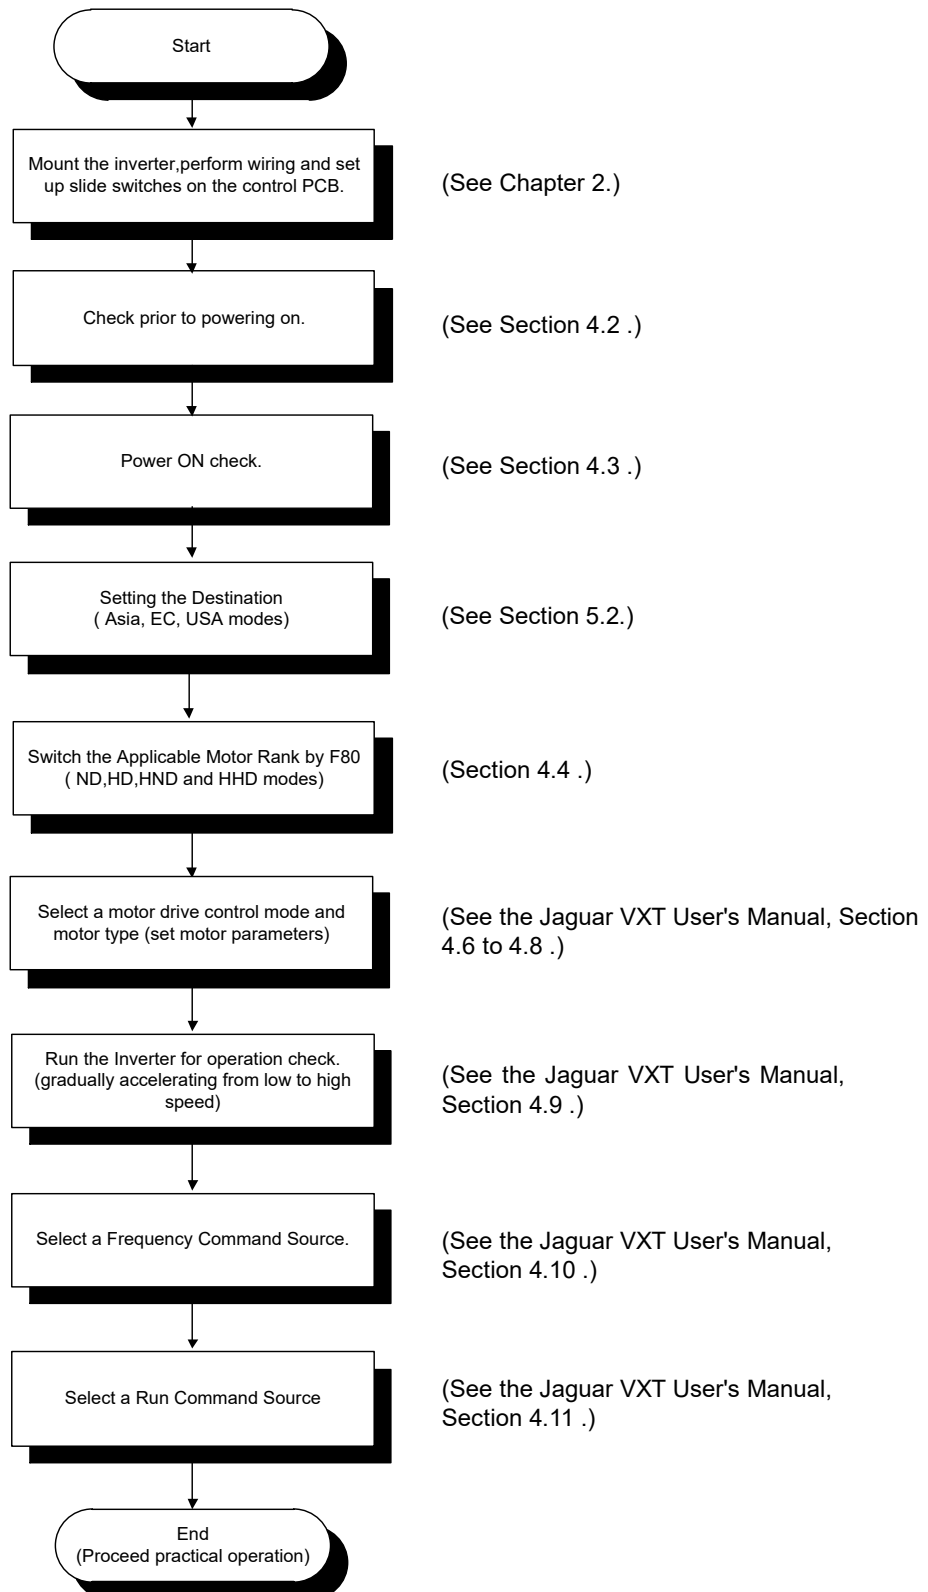 Start
Mount the inverter,perform wiring and set
up slide switches on the control PCB.
(See Chapter 2.)
Check prior to powering on.
(See Section 4.2 .)
Power ON check.
(See Section 4.3 .)
Setting the Destination
( Asia, EC, USA modes)
(See Section 5.2.)
Switch the Applicable Motor Rank by F80
( ND,HD,HND and HHD modes)
(Section 4.4 .)
Select a motor drive control mode and
motor type (set motor parameters)
(See the Jaguar VXT User's Manual, Section
4.6 to 4.8 .)
Run the Inverter for operation check.
(gradually accelerating from low to high
speed)
(See the Jaguar VXT User's Manual,
Section 4.9 .)
Select a Frequency Command Source.
(See the Jaguar VXT User's Manual,
Section 4.10 .)
Select a Run Command Source
(See the Jaguar VXT User's Manual,
Section 4.11 .)
End
(Proceed practical operation)